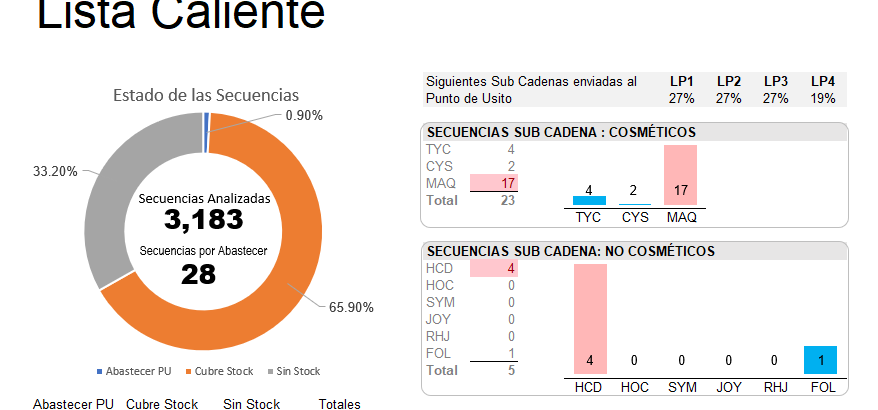 Lista Caliente
Estado de las Secuencias
0.90%
33.20%
Secuencias Analizadas
3,183
Secuencias por Abastecer
28
65.90%
Abastecer PU Cubre Stock Sin Stock
Abastecer PU Cubre Stock Sin Stock Totales
Siguientes Sub Cadenas enviadas al LP1 LP2 LP3 LP4
Punto de Usito 27% 27% 27% 19%
SECUENCIAS SUB CADENA : COSMÉTICOS
TYC 4
CYS 2
MAQ 17
Total 23
4 2 17
TYC CYS MAQ
SECUENCIAS SUB CADENA: NO COSMÉTICOS
HCD 4
HOC 0
SYM 0
JOY 0
RHJ 0
FOL 1
Total 5
4 0 0 0 0 1
HCD HOC SYM JOY RHJ FOL